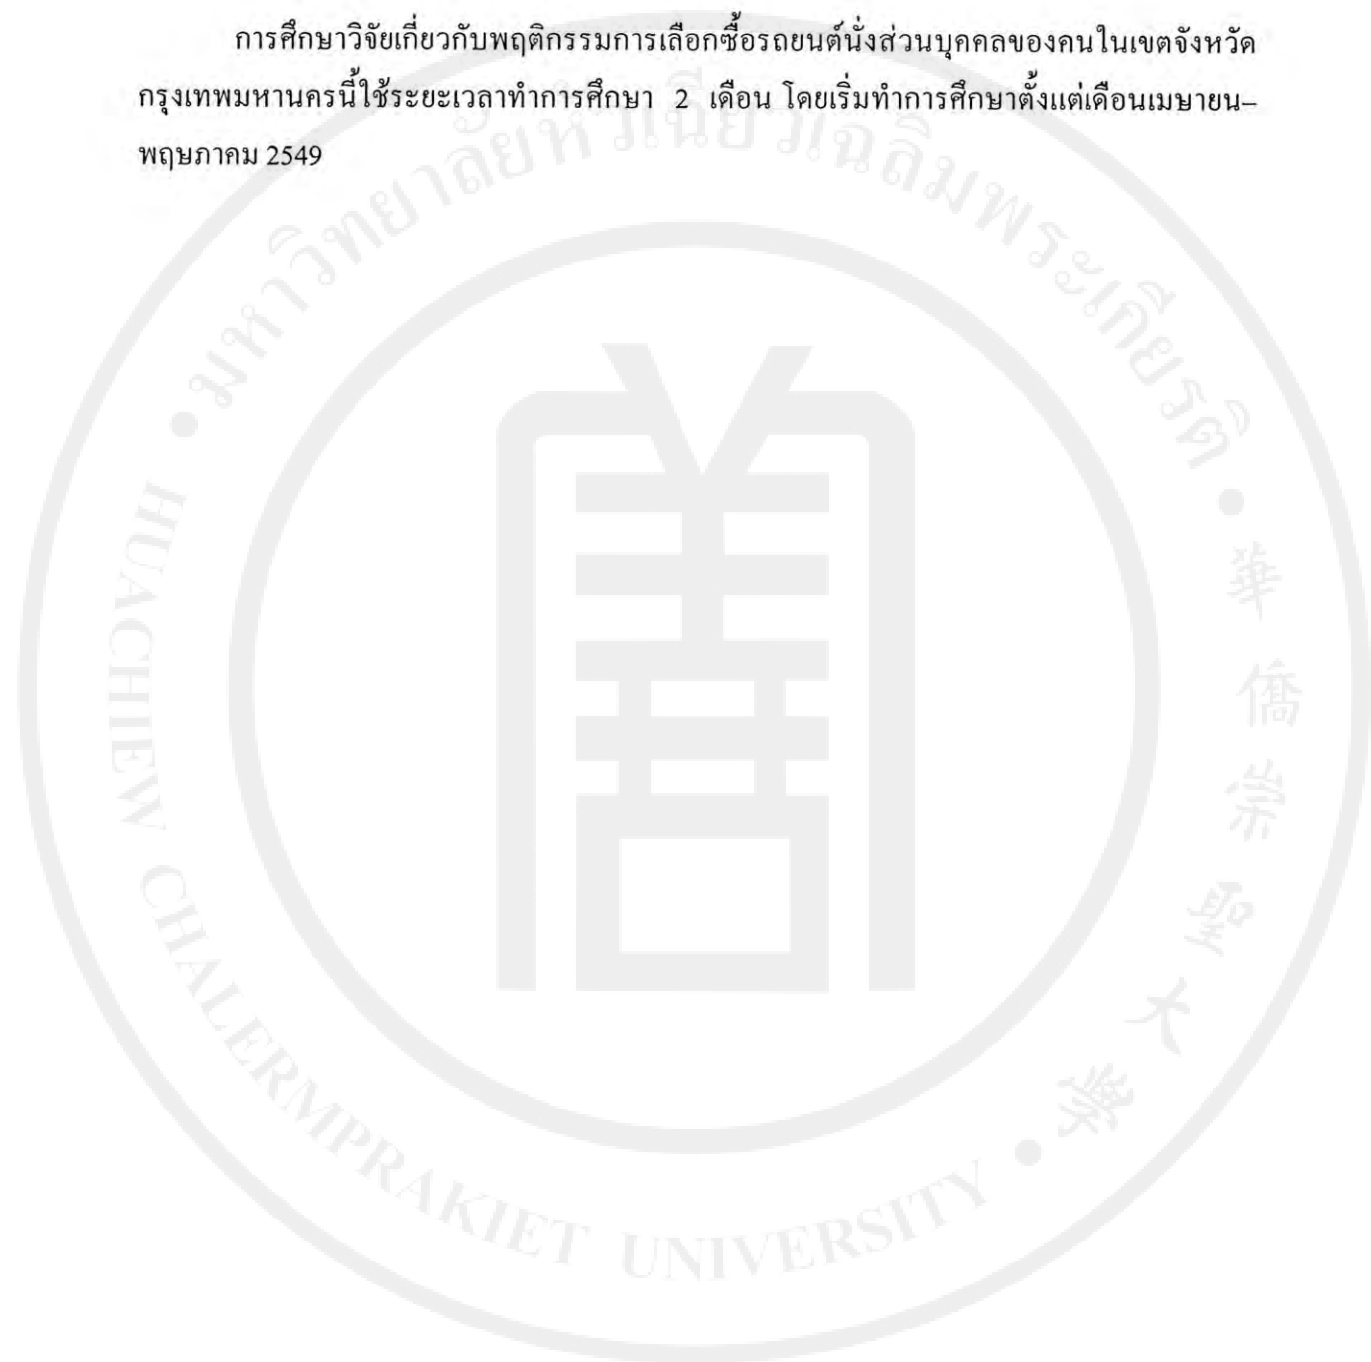 การศึกษาวิจัยเกี่ยวกับพฤติกรรมการเลือกซื้อรถยนต์นั่งส่วนบุคคลของคนในเขตจังหวัด
กรุงเทพมหานครนี้ใช้ระยะเวลาทำการศึกษา 2 เดือน โดยเริ่มทำการศึกษาตั้งแต่เดือนเมษายน–
พฤษภาคม 2549
• มหาวิทยาลัยหัวเฉียวเฉลิมพระเกียรติ •
華僑崇聖大學 •
HUACHIEW CHALERMPRAKIET UNIVERSITY